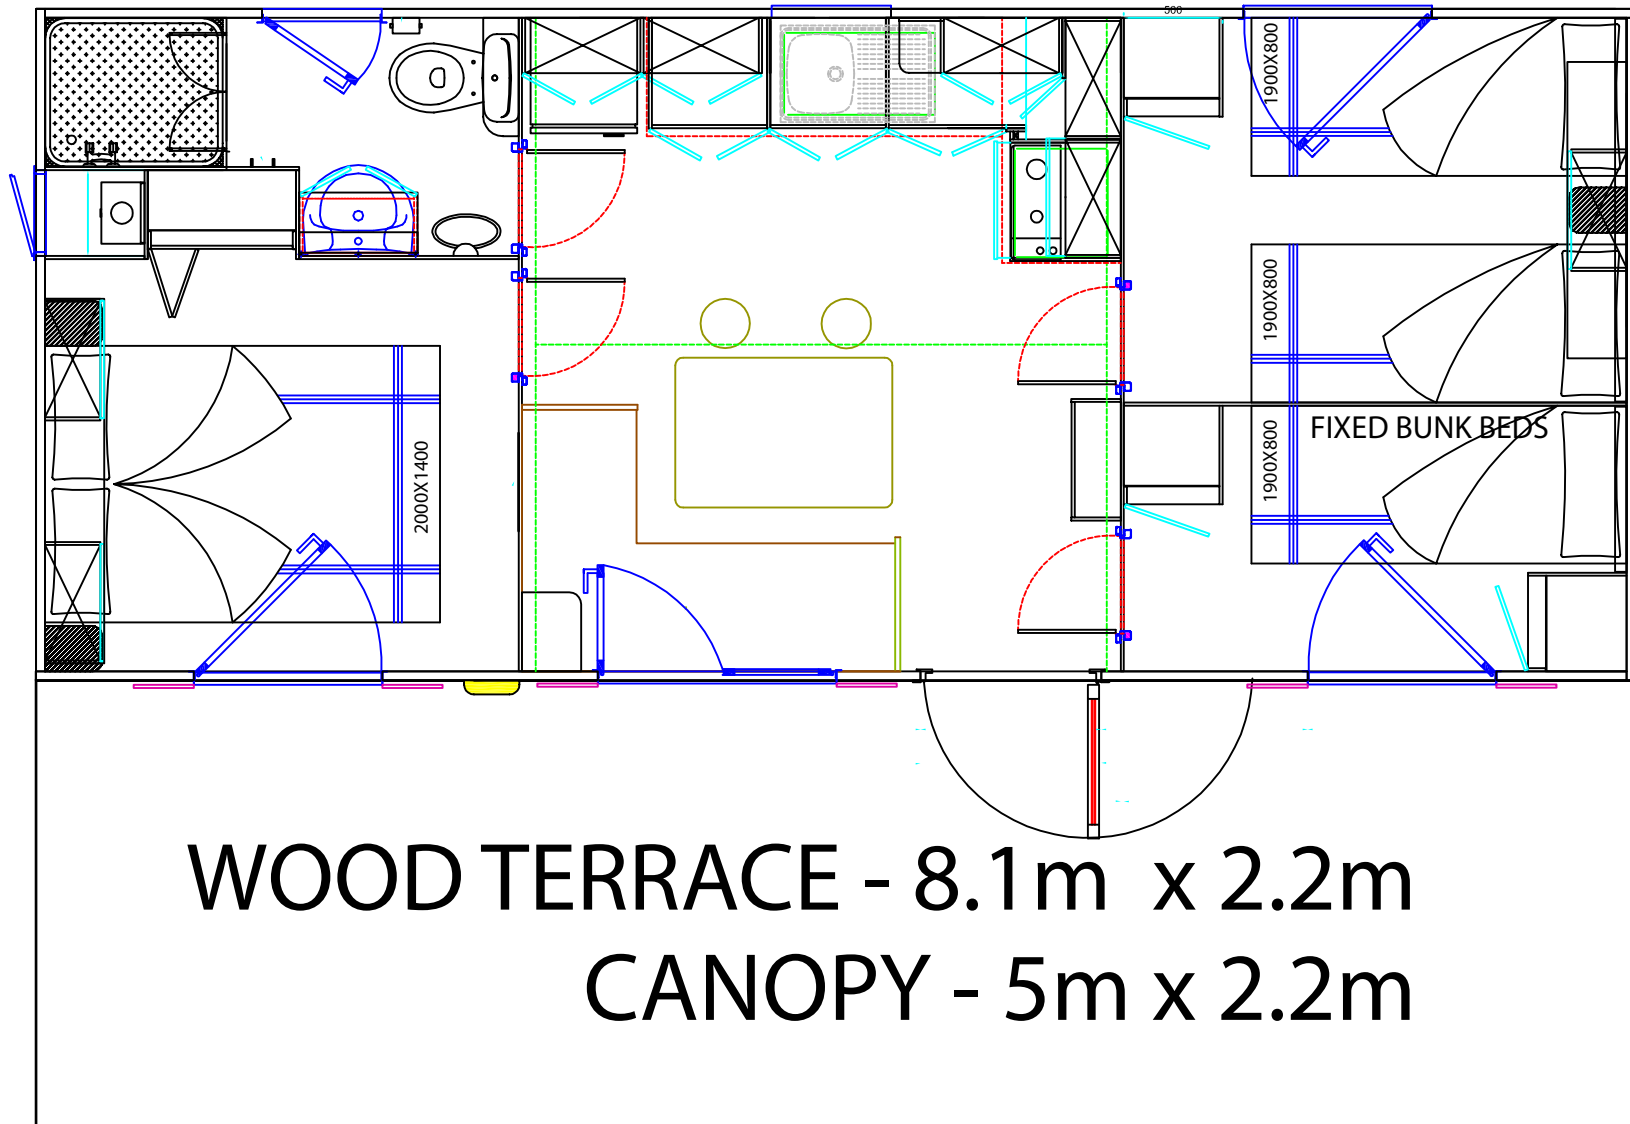 500
1900X800
1900X800
1900X800
FIXED BUNK BEDS
2000X1400
WOOD TERRACE - 8.1m x 2.2m
CANOPY - 5m x 2.2m